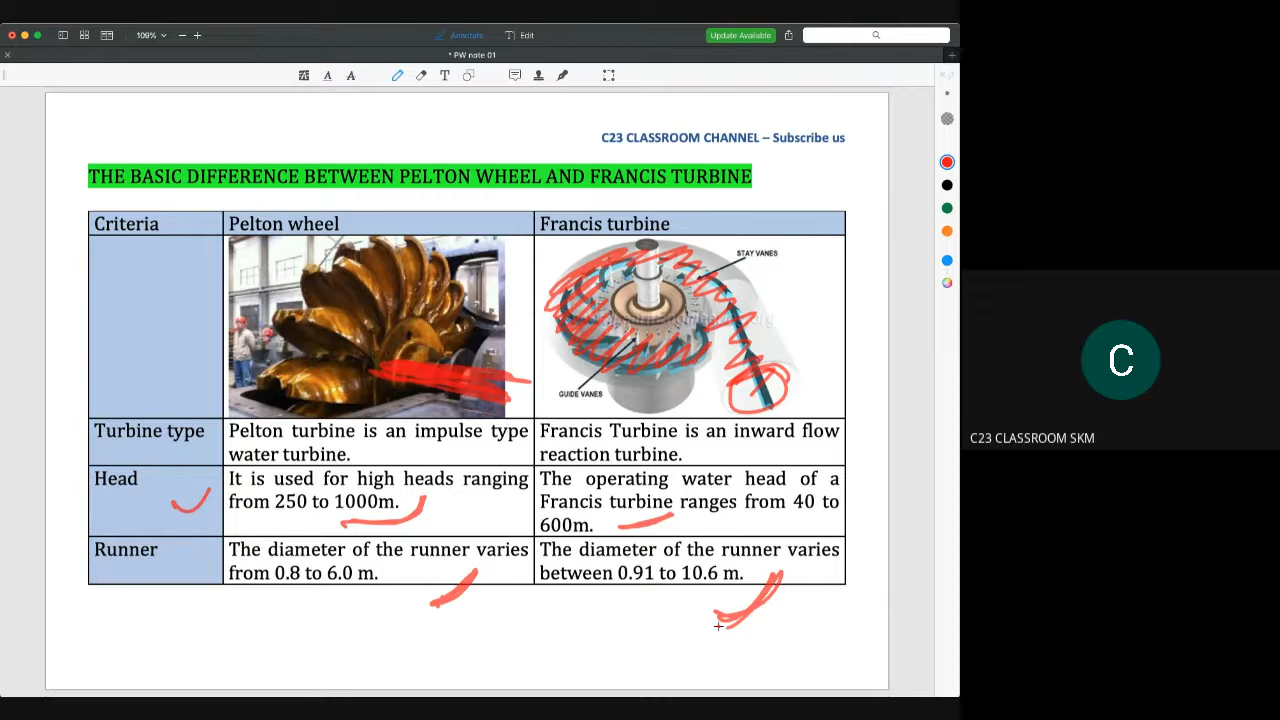 109%
Annotate
Edit
Update Available
* PW note 01
C23 CLASSROOM CHANNEL – Subscribe us
THE BASIC DIFFERENCE BETWEEN PELTON WHEEL AND FRANCIS TURBINE
Criteria
Pelton wheel
Francis turbine
STAY VANES
GUIDE VANES
Turbine type
Pelton turbine is an impulse type
water turbine.
Francis Turbine is an inward flow
reaction turbine.
Head
It is used for high heads ranging
from 250 to 1000m.
The operating water head of a
Francis turbine ranges from 40 to
600m.
Runner
The diameter of the runner varies
from 0.8 to 6.0 m.
The diameter of the runner varies
between 0.91 to 10.6 m.
C
C23 CLASSROOM SKM